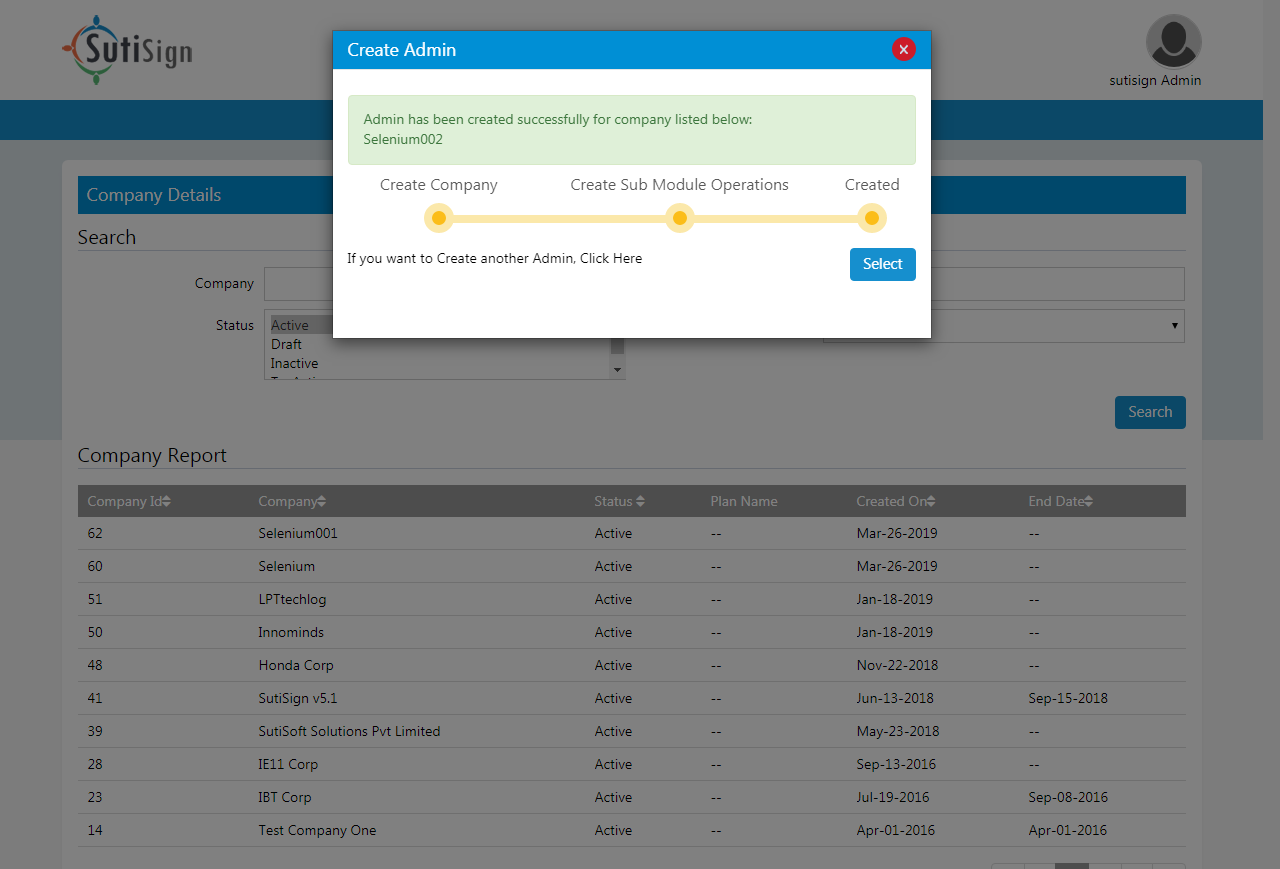 SutiSign
sutisign Admin
Create Admin
Admin has been created successfully for company listed below:
Selenium002
Create Company Create Sub Module Operations Created
If you want to Create another Admin, Click Here Select
Company Details
Search
Company
Status Active
Draft
Inactive
Search
Company Report
Company Id Company Status Plan Name Created On End Date
62 Selenium001 Active -- Mar-26-2019 --
60 Selenium Active -- Mar-26-2019 --
51 LPTtechlog Active -- Jan-18-2019 --
50 Innominds Active -- Jan-18-2019 --
48 Honda Corp Active -- Nov-22-2018 --
41 SutiSign v5.1 Active -- Jun-13-2018 Sep-15-2018
39 SutiSoft Solutions Pvt Limited Active -- May-23-2018 --
28 IE11 Corp Active -- Sep-13-2016 --
23 IBT Corp Active -- Jul-19-2016 Sep-08-2016
14 Test Company One Active -- Apr-01-2016 Apr-01-2016